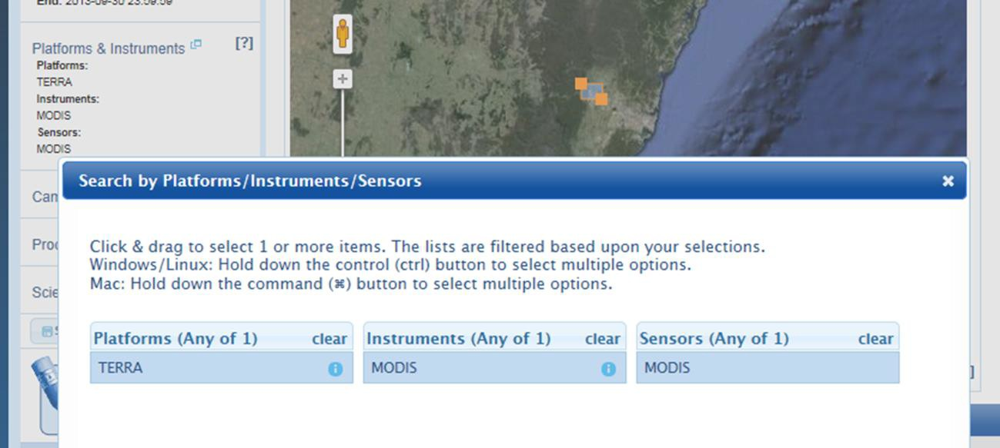 End: 2013-09-30 23:59:59
Platforms & Instruments [?]
Platforms:
TERRA
Instruments:
MODIS
Sensors:
MODIS
Search by Platforms/Instruments/Sensors
Click & drag to select 1 or more items. The lists are filtered based upon your selections.
Windows/Linux: Hold down the control (ctrl) button to select multiple options.
Mac: Hold down the command (⌘) button to select multiple options.
Platforms (Any of 1) clear Instruments (Any of 1) clear Sensors (Any of 1) clear
TERRA MODIS MODIS